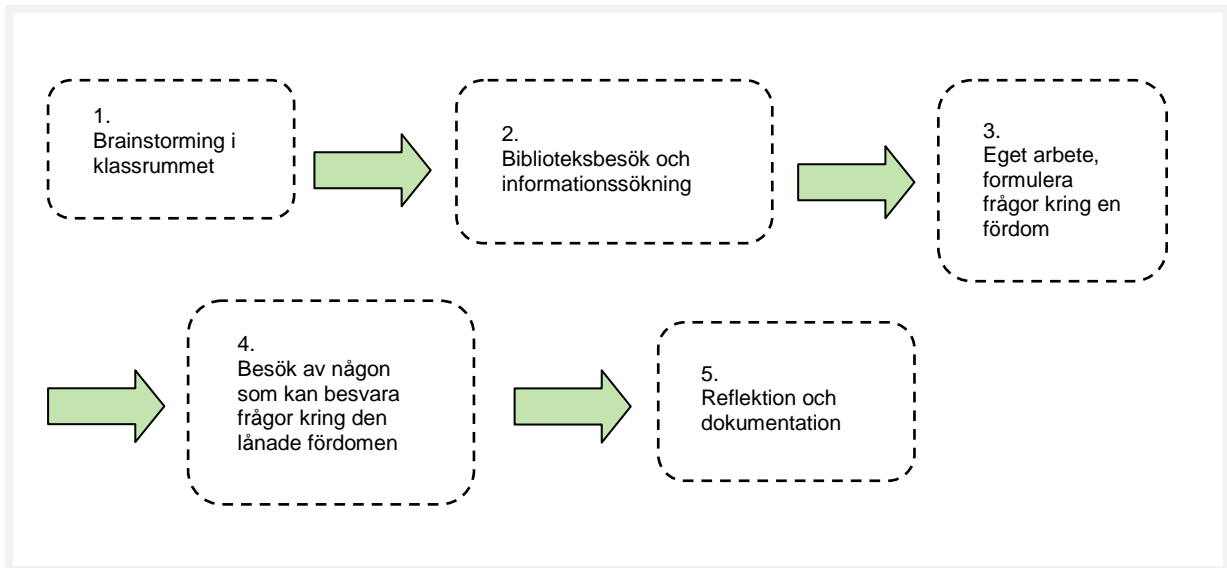 1.
Brainstorming i
klassrummet
2.
Biblioteksbesök och
informationssökning
3.
Eget arbete,
formulera
frågor kring en
fördom
4.
Besök av någon
som kan besvara
frågor kring den
lånade fördomen
5.
Reflektion och
dokumentation